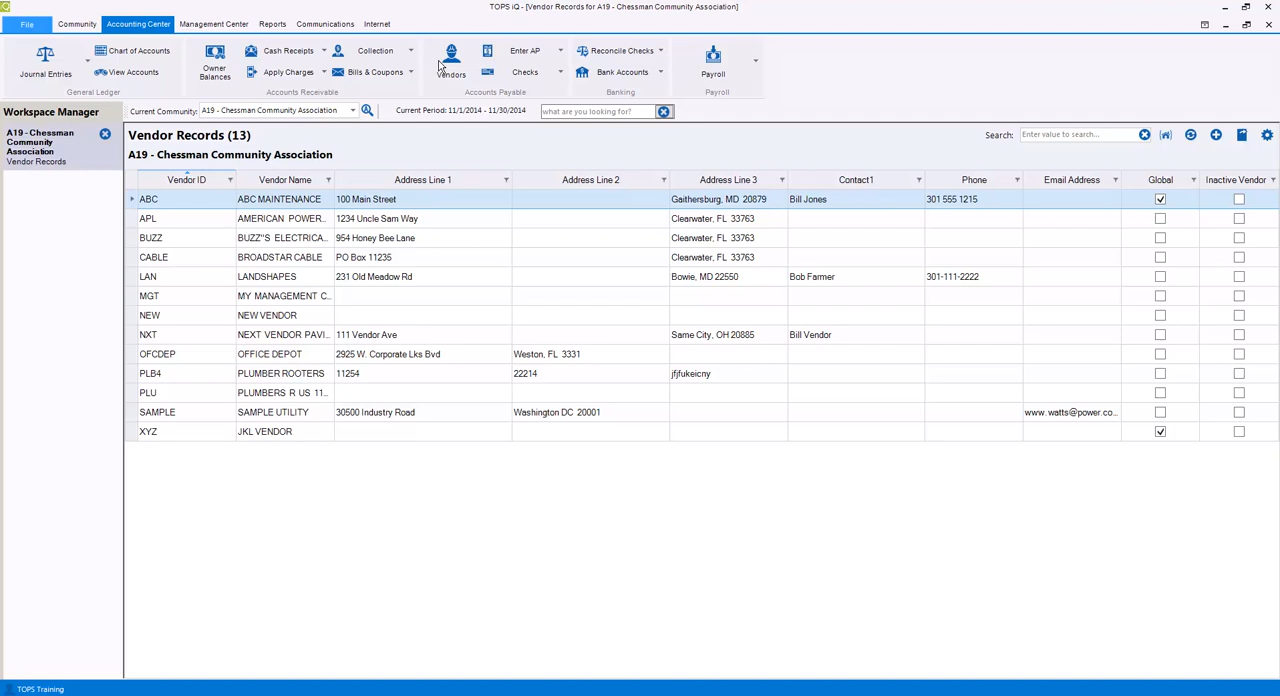 TOPS iQ - [Vendor Records for A19 - Chessman Community Association]
File Community Accounting Center Management Center Reports Communications Internet
Journal Entries Chart of Accounts View Accounts General Ledger
Owner Balances Cash Receipts Apply Charges Collection Bills & Coupons Accounts Receivable
Vendors Enter AP Checks Accounts Payable
Reconcile Checks Bank Accounts Banking
Payroll Payroll
Workspace Manager
Current Community: A19 - Chessman Community Association Current Period: 11/1/2014 - 11/30/2014 what are you looking for?
A19 - Chessman
Community
Association
Vendor Records
Vendor Records (13) Search: Enter value to search...
A19 - Chessman Community Association
Vendor ID Vendor Name Address Line 1 Address Line 2 Address Line 3 Contact1 Phone Email Address Global Inactive Vendor
ABC ABC MAINTENANCE 100 Main Street Gaithersburg, MD 20879 Bill Jones 301 555 1215
APL AMERICAN POWER... 1234 Uncle Sam Way Clearwater, FL 33763
BUZZ BUZZ''S ELECTRICA... 954 Honey Bee Lane Clearwater, FL 33763
CABLE BROADSTAR CABLE PO Box 11235 Clearwater, FL 33763
LAN LANDSHAPES 231 Old Meadow Rd Bowie, MD 22550 Bob Farmer 301-111-2222
MGT MY MANAGEMENT C...
NEW NEW VENDOR
NXT NEXT VENDOR PAVI... 111 Vendor Ave Same City, OH 20885 Bill Vendor
OFCDEP OFFICE DEPOT 2925 W. Corporate Lks Bvd Weston, FL 3331
PLB4 PLUMBER ROOTERS 11254 22214 jfjfukeicny
PLU PLUMBERS R US 11...
SAMPLE SAMPLE UTILITY 30500 Industry Road Washington DC 20001 www.watts@power.co...
XYZ JKL VENDOR
TOPS Training